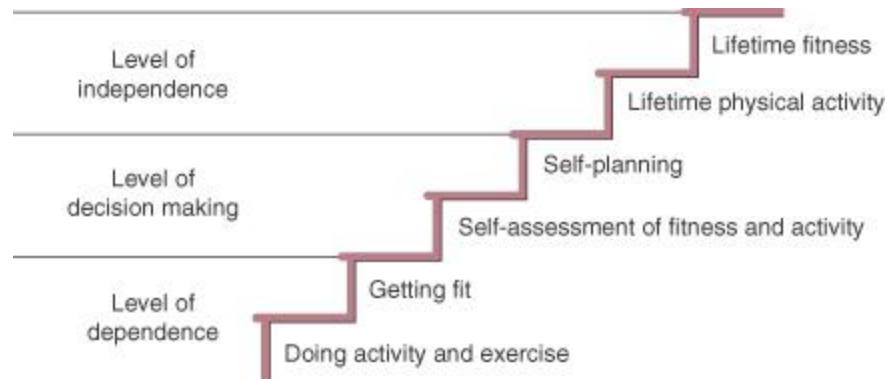 Lifetime fitness
Level of
independence
Lifetime physical activity
Self-planning
Level of
decision making
Self-assessment of fitness and activity
Getting fit
Level of
dependence
Doing activity and exercise